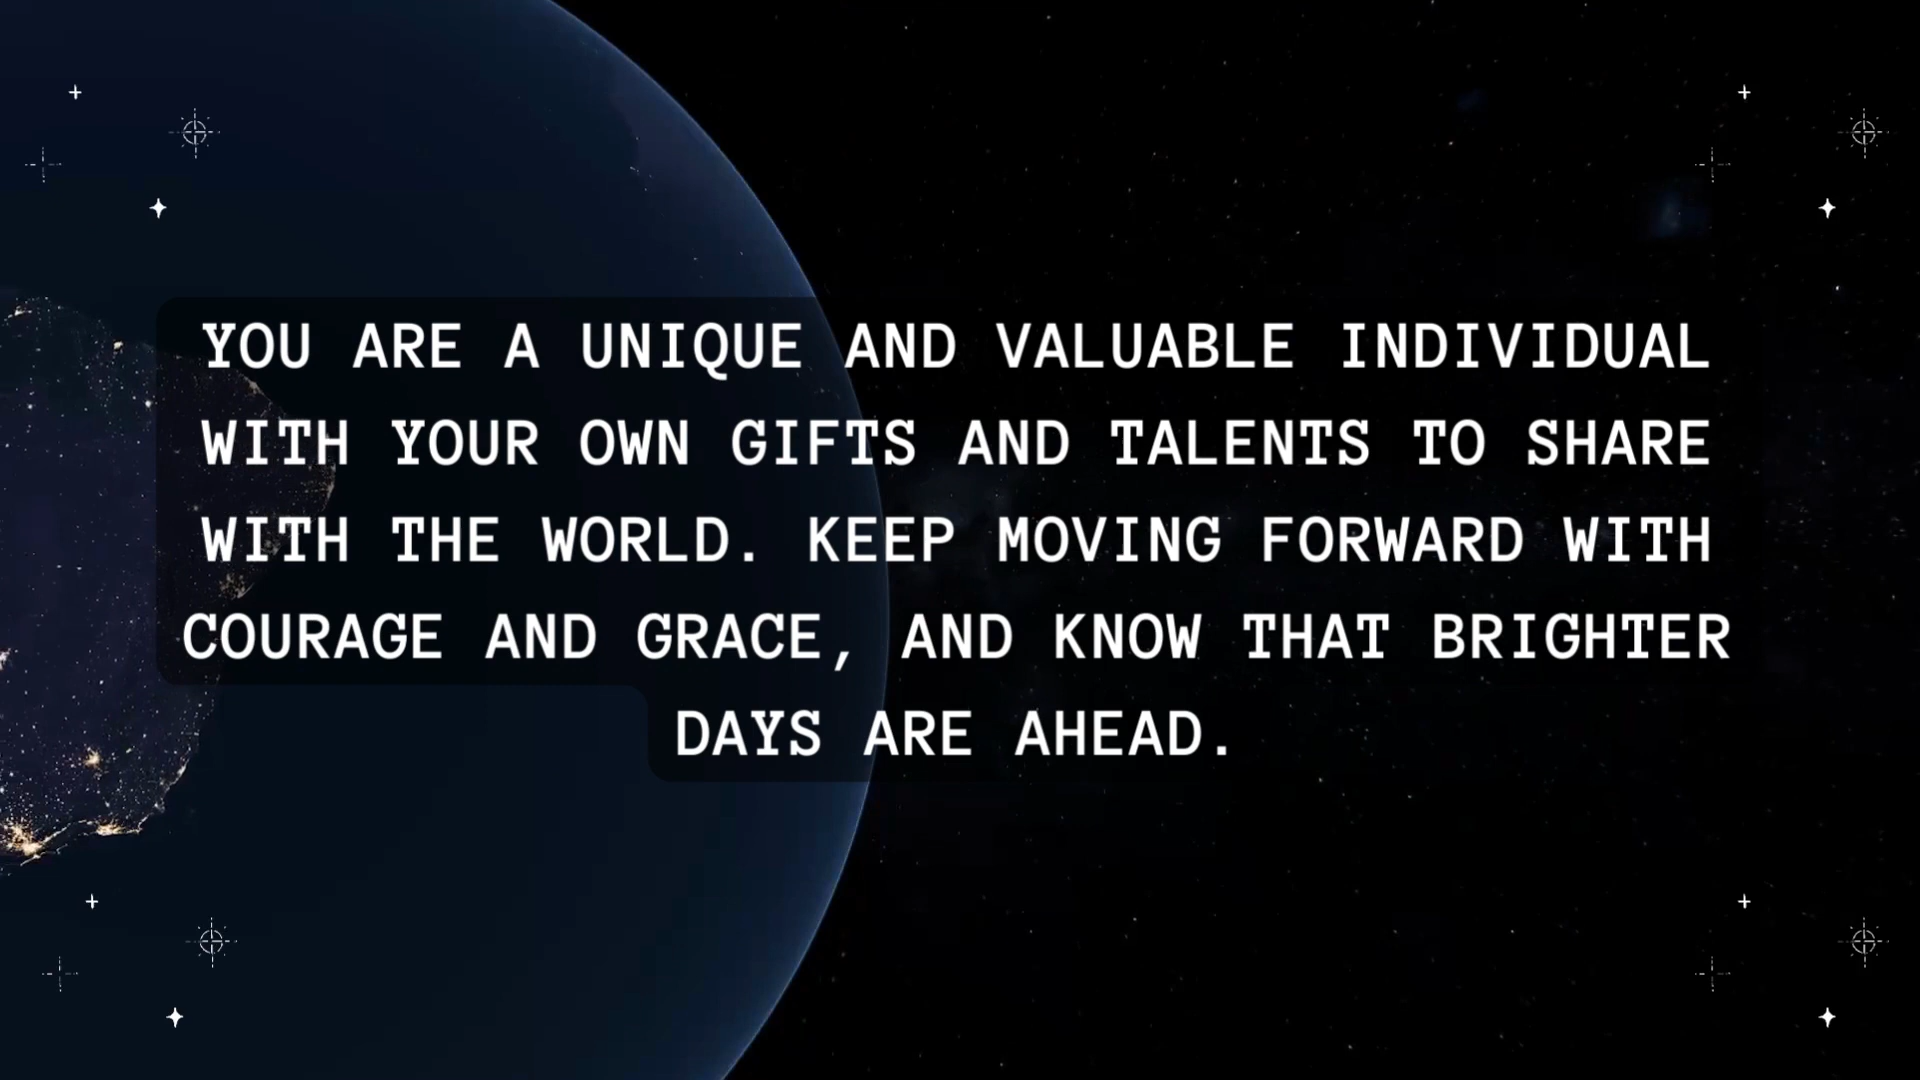 YOU ARE A UNIQUE AND VALUABLE INDIVIDUAL
WITH YOUR OWN GIFTS AND TALENTS TO SHARE
WITH THE WORLD. KEEP MOVING FORWARD WITH
COURAGE AND GRACE, AND KNOW THAT BRIGHTER
DAYS ARE AHEAD.